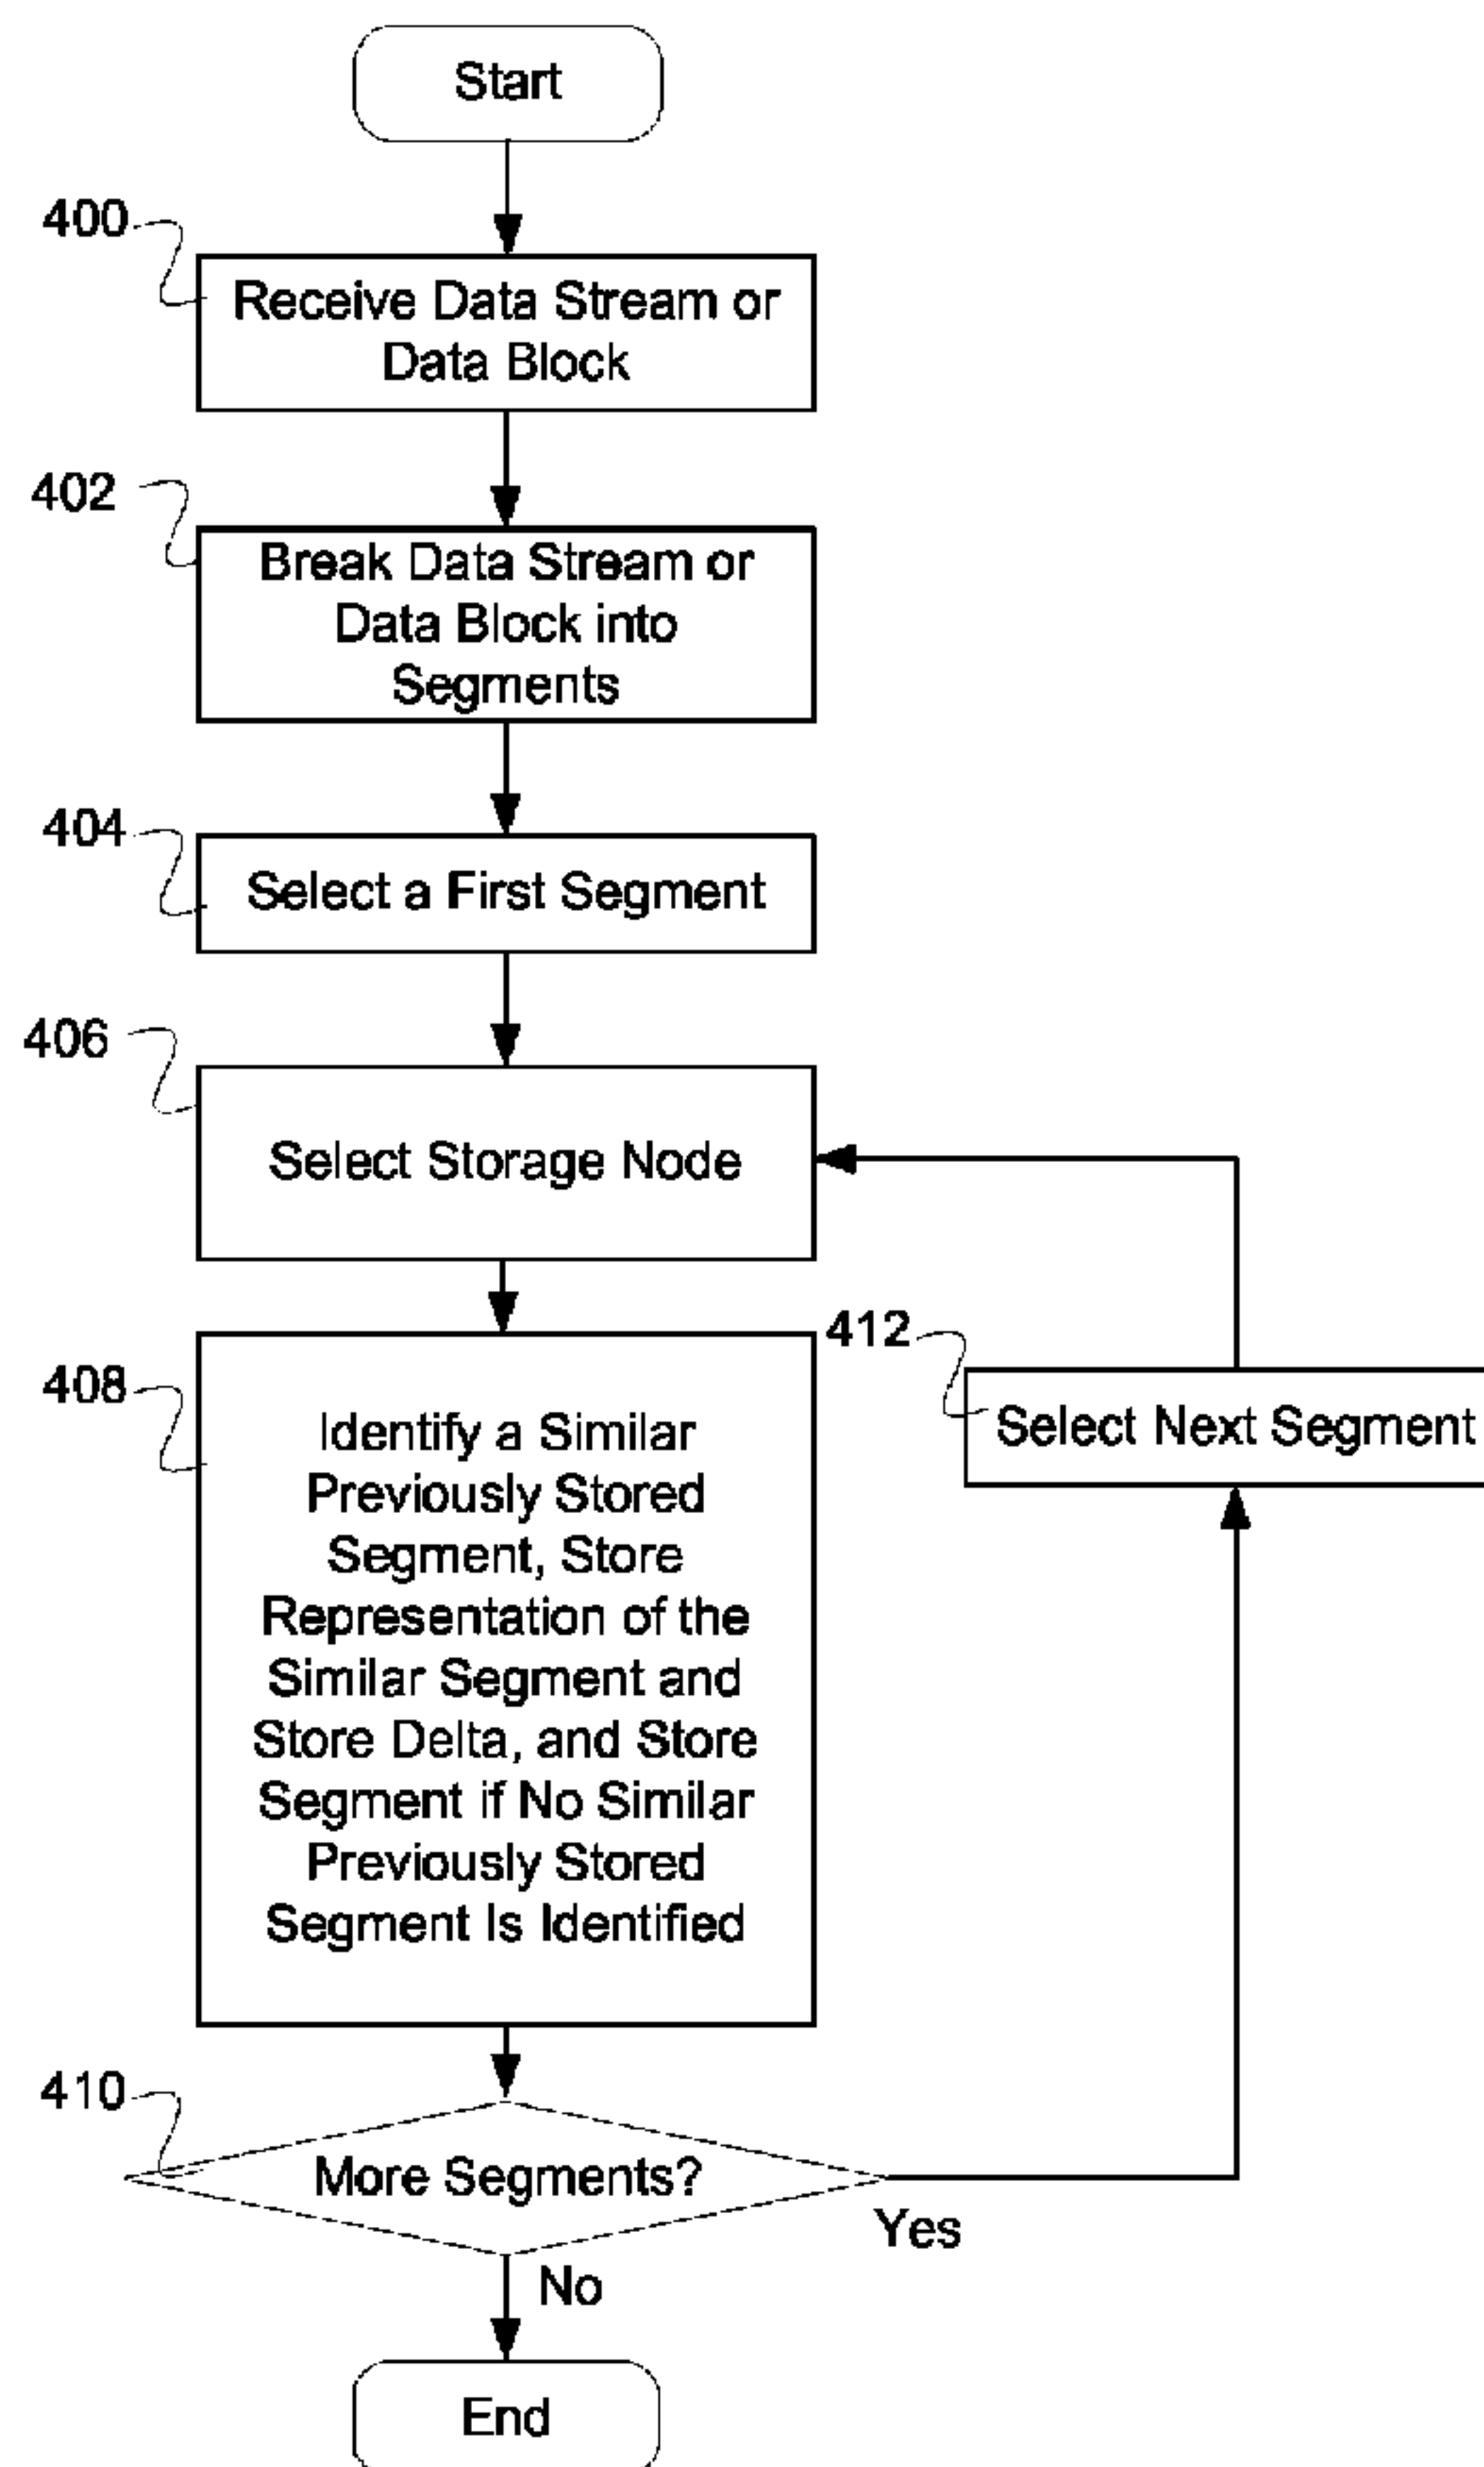 Start
400
Receive Data Stream or
Data Block
402
Break Data Stream or
Data Block into
Segments
404
Select a First Segment
406
Select Storage Node
408
Identify a Similar
Previously Stored
Segment, Store
Representation of the
Similar Segment and
Store Delta, and Store
Segment if No Similar
Previously Stored
Segment Is Identified
412
Select Next Segment
410
More Segments?
Yes
No
End